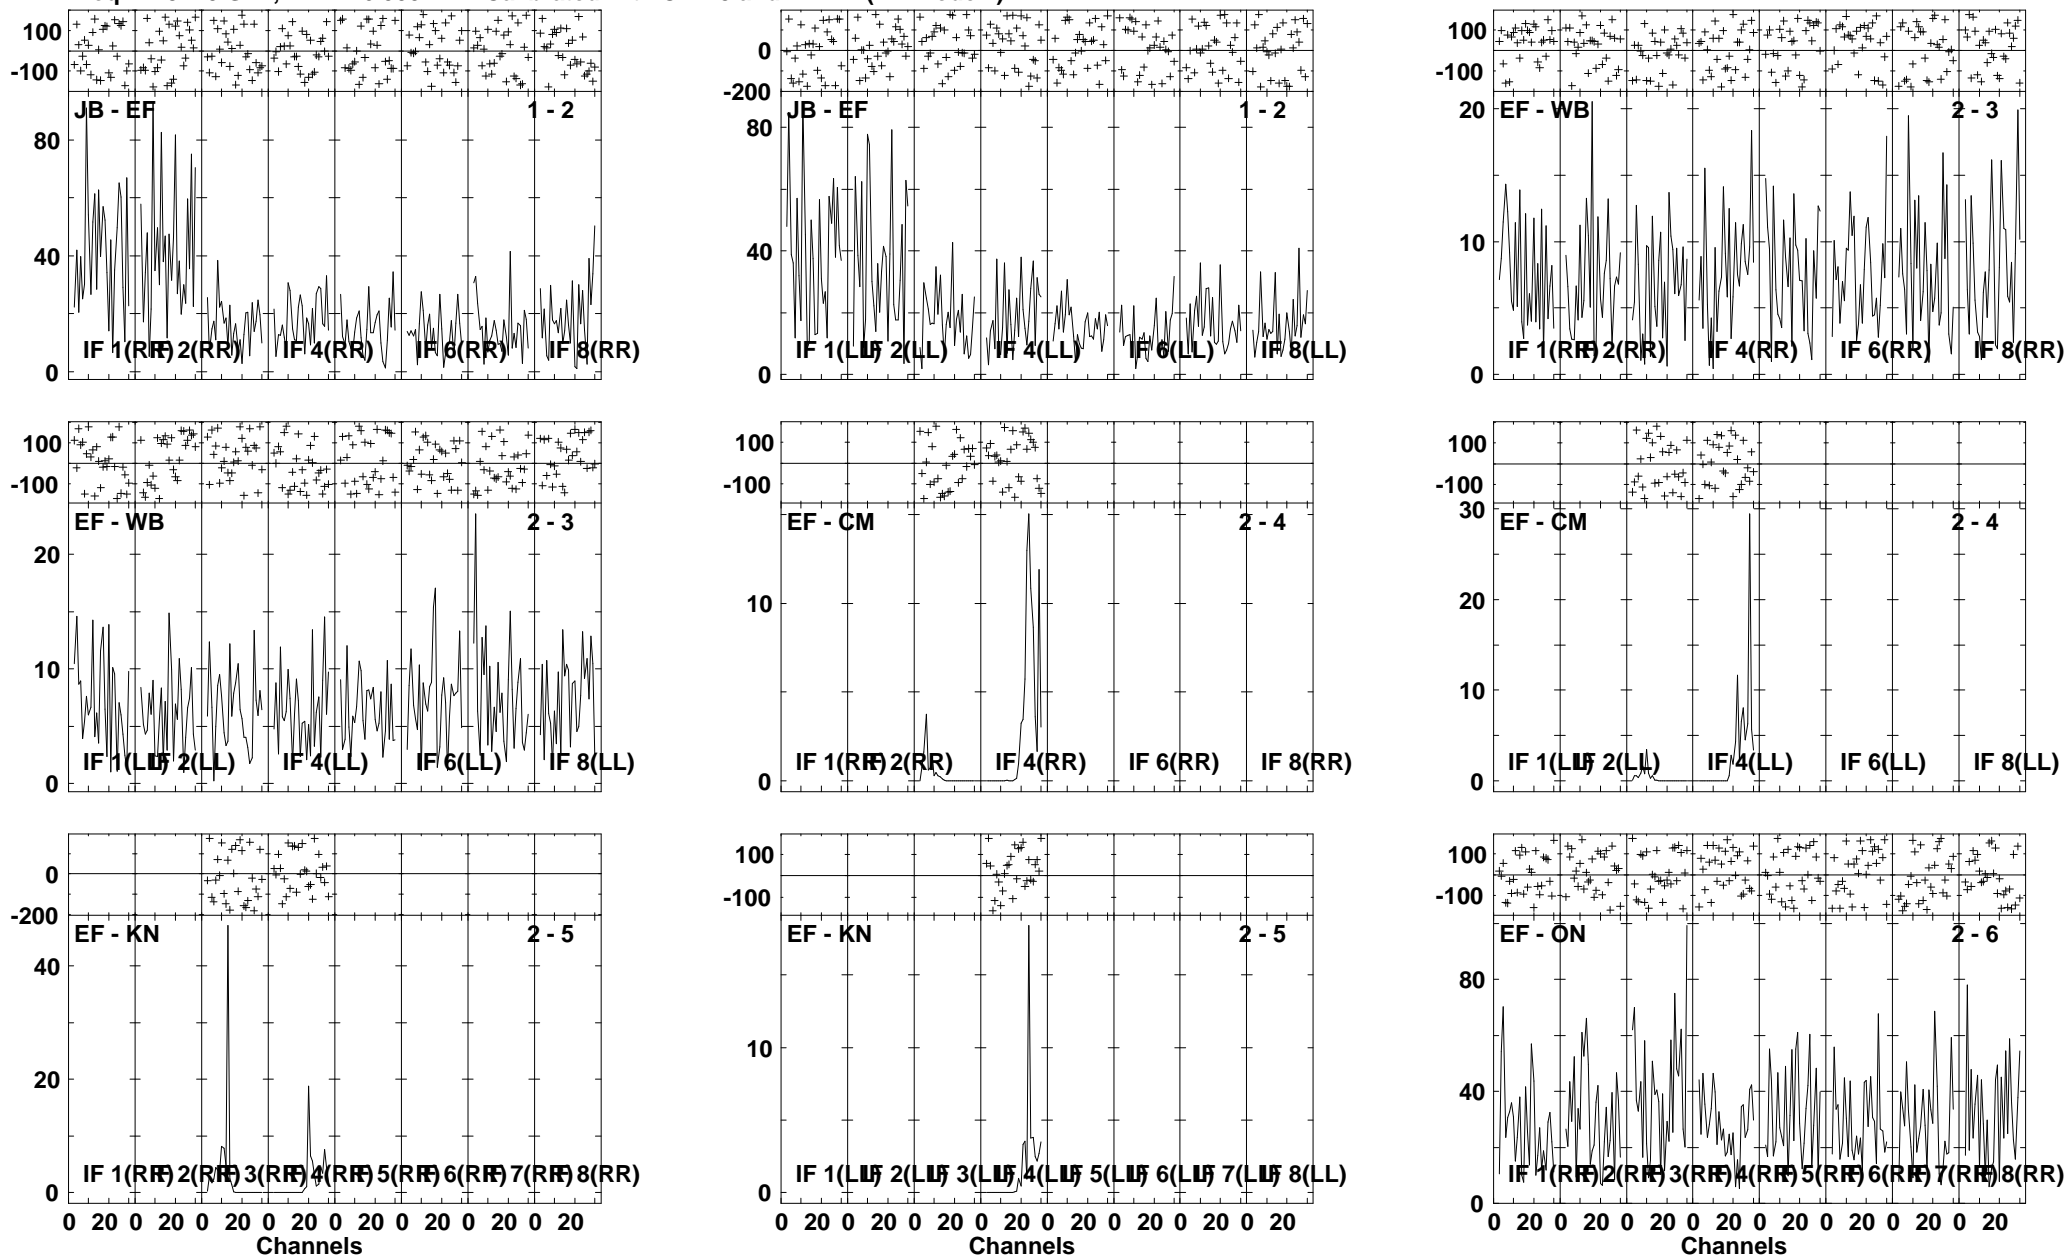 100
-100
JB - EF 1 - 2
80
40
0
IF 1(RR) IF 2(RR) IF 4(RR) IF 6(RR) IF 8(RR)
100
0
-200
JB - EF 1 - 2
80
40
0
IF 1(LL) IF 2(LL) IF 4(LL) IF 6(LL) IF 8(LL)
100
-100
EF - WB 2 - 3
20
10
0
IF 1(RR) IF 2(RR) IF 4(RR) IF 6(RR) IF 8(RR)
100
-100
EF - WB 2 - 3
20
10
0
IF 1(LL) IF 2(LL) IF 4(LL) IF 6(LL) IF 8(LL)
100
-100
EF - CM 2 - 4
10
0
IF 1(RR) IF 2(RR) IF 4(RR) IF 6(RR) IF 8(RR)
100
-100
EF - CM 2 - 4
30
20
10
0
IF 1(LL) IF 2(LL) IF 4(LL) IF 6(LL) IF 8(LL)
0
-200
EF - KN 2 - 5
40
20
0
IF 1(RR) IF 2(RR) IF 3(RR) IF 4(RR) IF 5(RR) IF 6(RR) IF 7(RR) IF 8(RR)
0 20 0 20 0 20 0 20 0 20 0 20 0 20 0 20
Channels
100
-100
EF - KN 2 - 5
10
0
IF 1(LL) IF 2(LL) IF 3(LL) IF 4(LL) IF 5(LL) IF 6(LL) IF 7(LL) IF 8(LL)
0 20 0 20 0 20 0 20 0 20 0 20 0 20 0 20
Channels
100
-100
EF - ON 2 - 6
80
40
0
IF 1(RR) IF 2(RR) IF 3(RR) IF 4(RR) IF 5(RR) IF 6(RR) IF 7(RR) IF 8(RR)
0 20 0 20 0 20 0 20 0 20 0 20 0 20 0 20
Channels